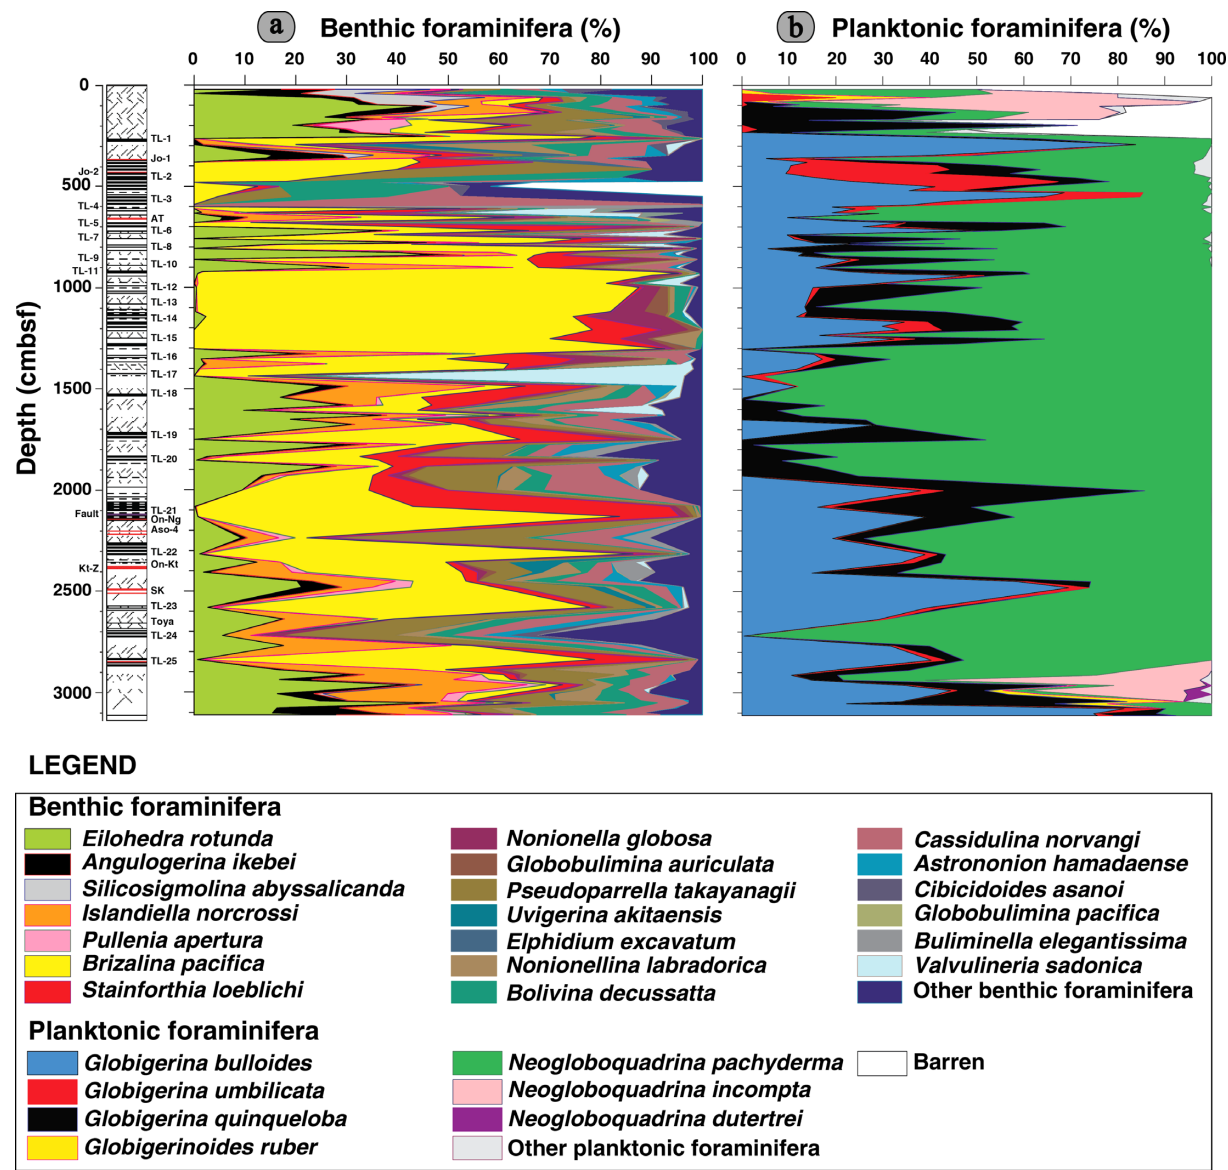 a Benthic foraminifera (%)
b Planktonic foraminifera (%)
0 10 20 30 40 50 60 70 80 90 100
0 10 20 30 40 50 60 70 80 90 100
Depth (cmbsf)
0
500
1000
1500
2000
2500
3000
TL-1
Jo-1
Jo-2
TL-2
TL-3
TL-4
AT
TL-5
TL-6
TL-7
TL-8
TL-9
TL-10
TL-11
TL-12
TL-13
TL-14
TL-15
TL-16
TL-17
TL-18
TL-19
TL-20
TL-21
Fault
On-Ng
Aso-4
TL-22
On-Kt
Kt-Z
SK
TL-23
Toya
TL-24
TL-25
LEGEND
Benthic foraminifera
Eilohedra rotunda
Angulogerina ikebei
Silicosigmolina abyssalicanda
Islandiella norcrossi
Pullenia apertura
Brizalina pacifica
Stainforthia loeblichi
Nonionella globosa
Globobulimina auriculata
Pseudoparrella takayanagii
Uvigerina akitaensis
Elphidium excavatum
Nonionellina labradorica
Bolivina decussatta
Cassidulina norvangi
Astrononion hamadaense
Cibicidoides asanoi
Globobulimina pacifica
Buliminella elegantissima
Valvulineria sadonica
Other benthic foraminifera
Planktonic foraminifera
Globigerina bulloides
Globigerina umbilicata
Globigerina quinqueloba
Globigerinoides ruber
Neogloboquadrina pachyderma
Neogloboquadrina incompta
Neogloboquadrina dutertrei
Other planktonic foraminifera
Barren